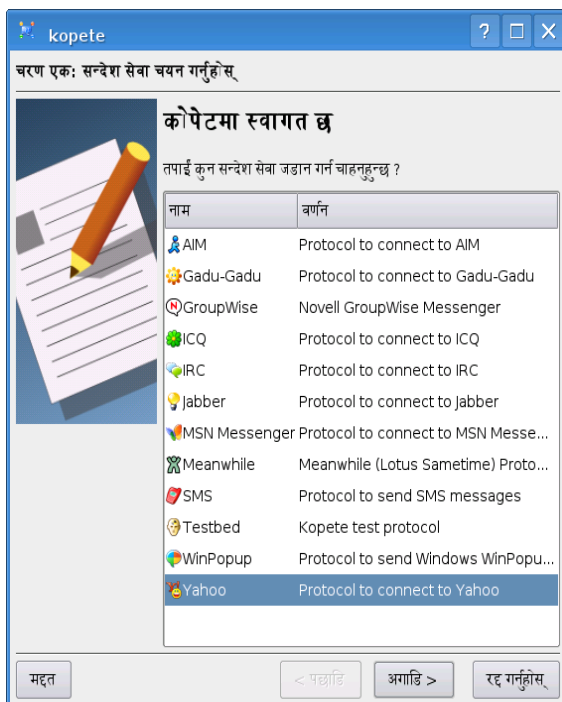 kopete
चरण एक: सन्देश सेवा चयन गर्नुहोस्
कोपेटमा स्वागत छ
तपाईं कुन सन्देश सेवा जडान गर्न चाहनुहुन्छ ?
नाम वर्णन
AIM Protocol to connect to AIM
Gadu-Gadu Protocol to connect to Gadu-Gadu
GroupWise Novell GroupWise Messenger
ICQ Protocol to connect to ICQ
IRC Protocol to connect to IRC
Jabber Protocol to connect to Jabber
MSN Messenger Protocol to connect to MSN Messe...
Meanwhile Meanwhile (Lotus Sametime) Proto...
SMS Protocol to send SMS messages
Testbed Kopete test protocol
WinPopup Protocol to send Windows WinPopu...
Yahoo Protocol to connect to Yahoo
मद्दत < पछाडि अगाडि > रद्द गर्नुहोस्